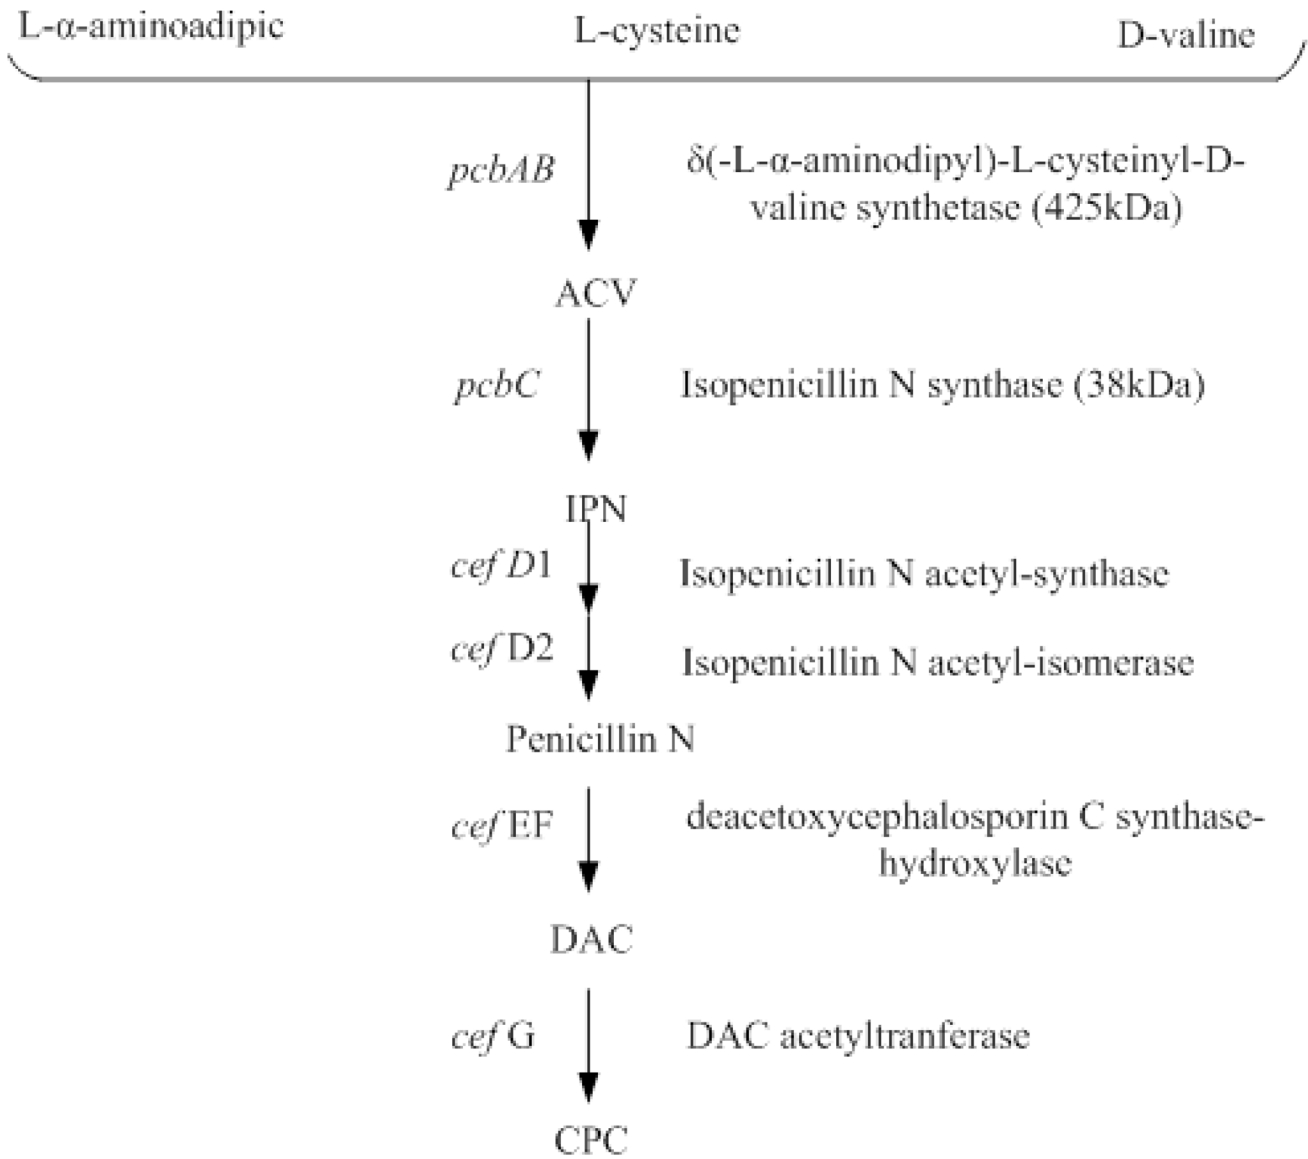 L-α-aminoadipic L-cysteine D-valine
pcbAB δ(-L-α-aminodipyl)-L-cysteinyl-D-
valine synthetase (425kDa)
ACV
pcbC Isopenicillin N synthase (38kDa)
IPN
cef D1 Isopenicillin N acetyl-synthase
cef D2 Isopenicillin N acetyl-isomerase
Penicillin N
cef EF deacetoxycephalosporin C synthase-
hydroxylase
DAC
cef G DAC acetyltranferase
CPC